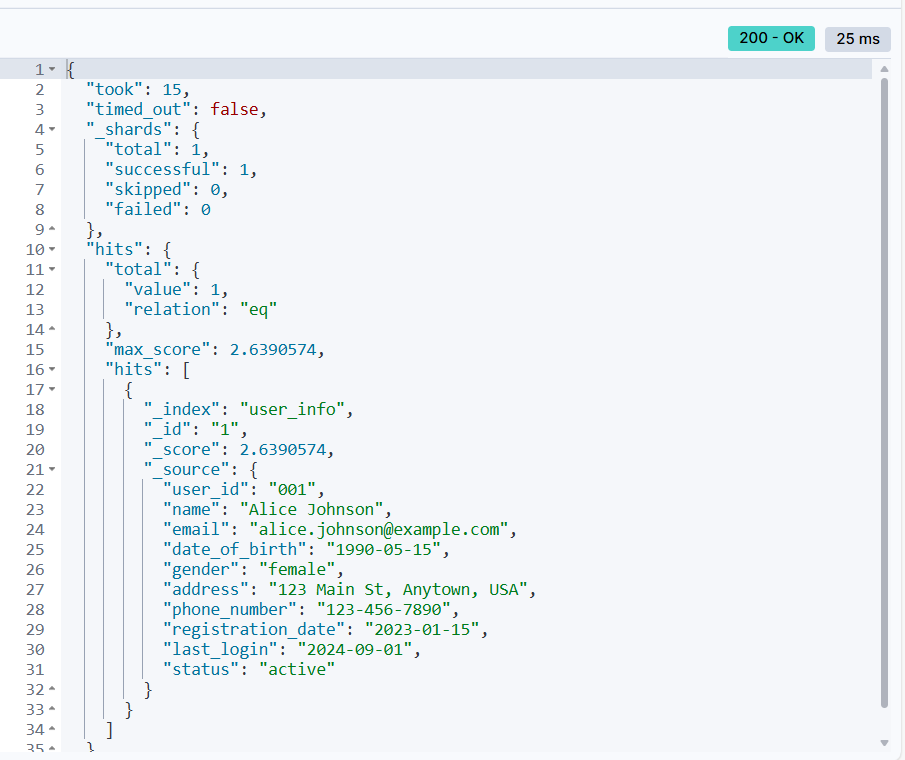 200 - OK 25 ms
1 {
2 "took": 15,
3 "timed_out": false,
4 "_shards": {
5 "total": 1,
6 "successful": 1,
7 "skipped": 0,
8 "failed": 0
9 },
10 "hits": {
11 "total": {
12 "value": 1,
13 "relation": "eq"
14 },
15 "max_score": 2.6390574,
16 "hits": [
17 {
18 "_index": "user_info",
19 "_id": "1",
20 "_score": 2.6390574,
21 "_source": {
22 "user_id": "001",
23 "name": "Alice Johnson",
24 "email": "alice.johnson@example.com",
25 "date_of_birth": "1990-05-15",
26 "gender": "female",
27 "address": "123 Main St, Anytown, USA",
28 "phone_number": "123-456-7890",
29 "registration_date": "2023-01-15",
30 "last_login": "2024-09-01",
31 "status": "active"
32 }
33 }
34 ]
35 }